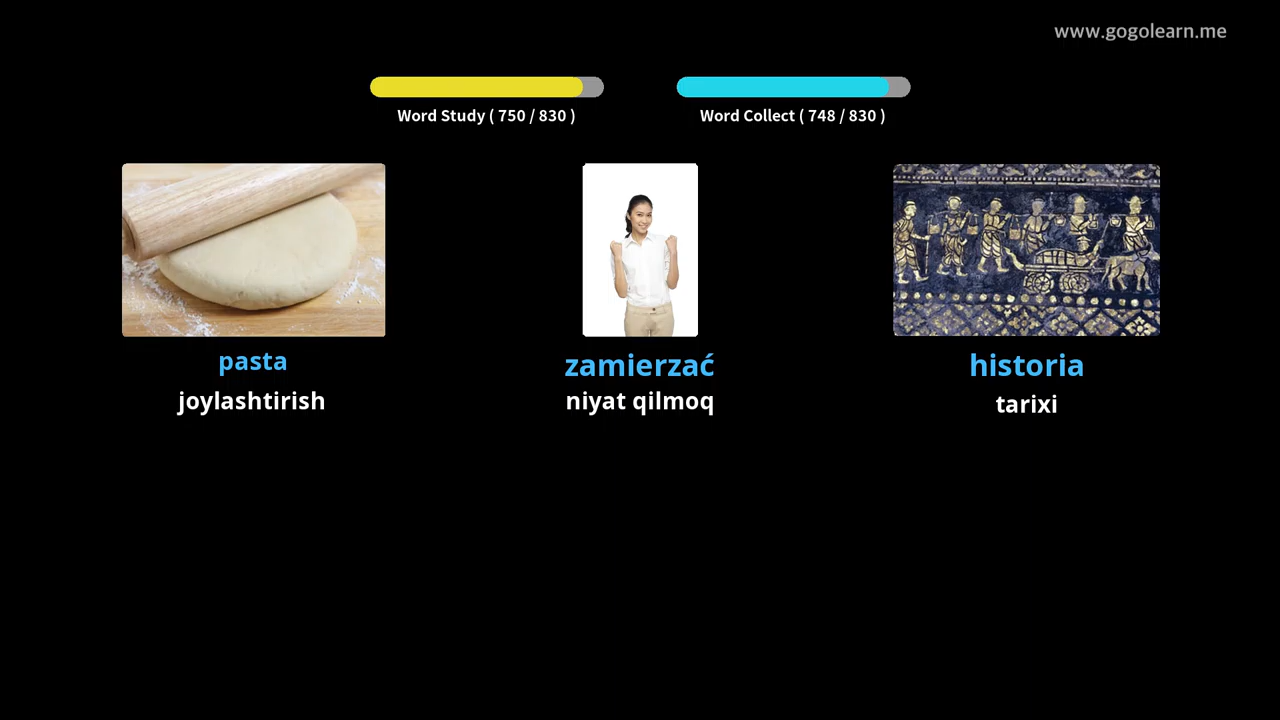 www.gogolearn.me
Word Study ( 750 / 830 )
Word Collect ( 748 / 830 )
pasta
joylashtirish
zamierzać
niyat qilmoq
historia
tarixi